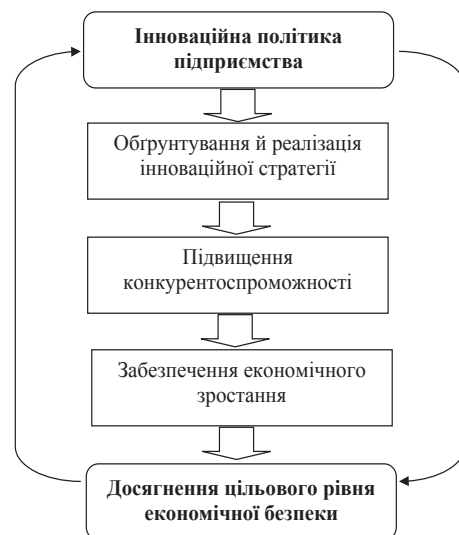 Інноваційна політика
підприємства
Обґрунтування й реалізація
інноваційної стратегії
Підвищення
конкурентоспроможності
Забезпечення економічного
зростання
Досягнення цільового рівня
економічної безпеки